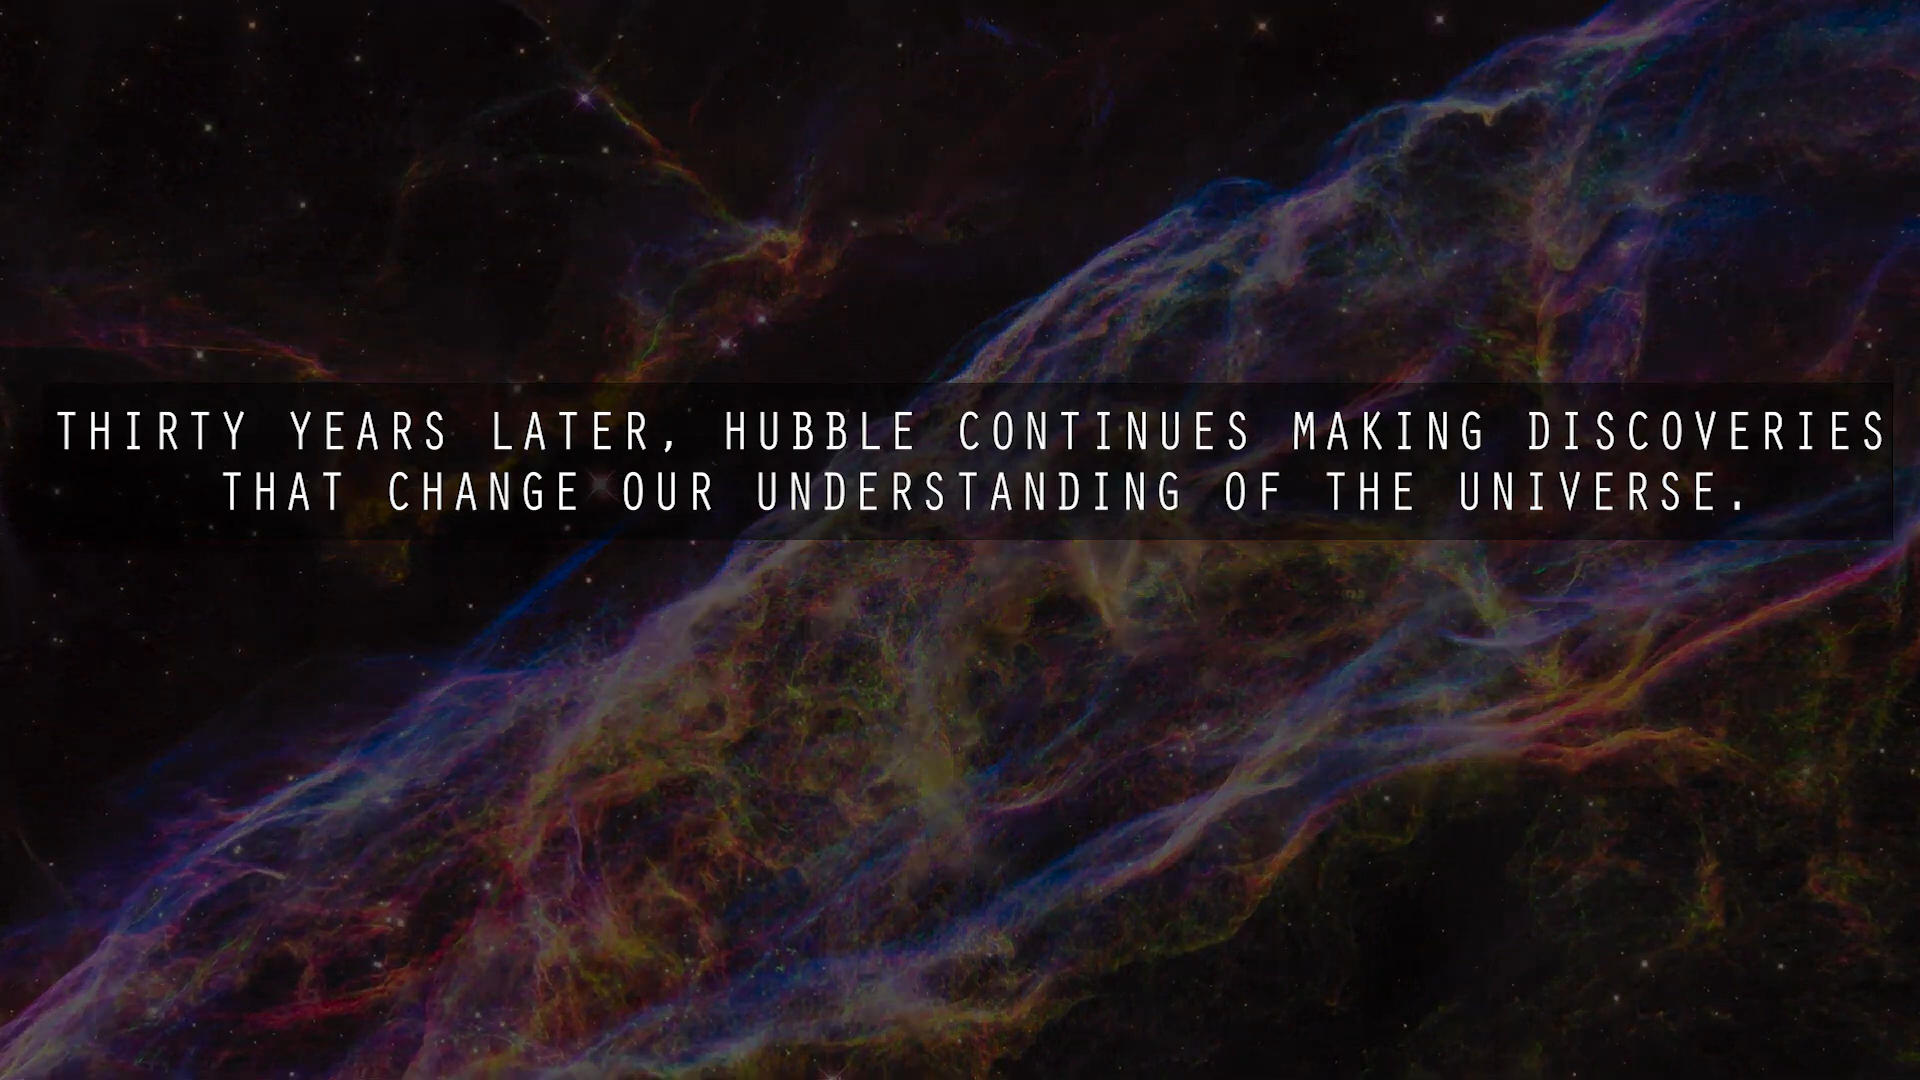 THIRTY YEARS LATER, HUBBLE CONTINUES MAKING DISCOVERIES
THAT CHANGE OUR UNDERSTANDING OF THE UNIVERSE.